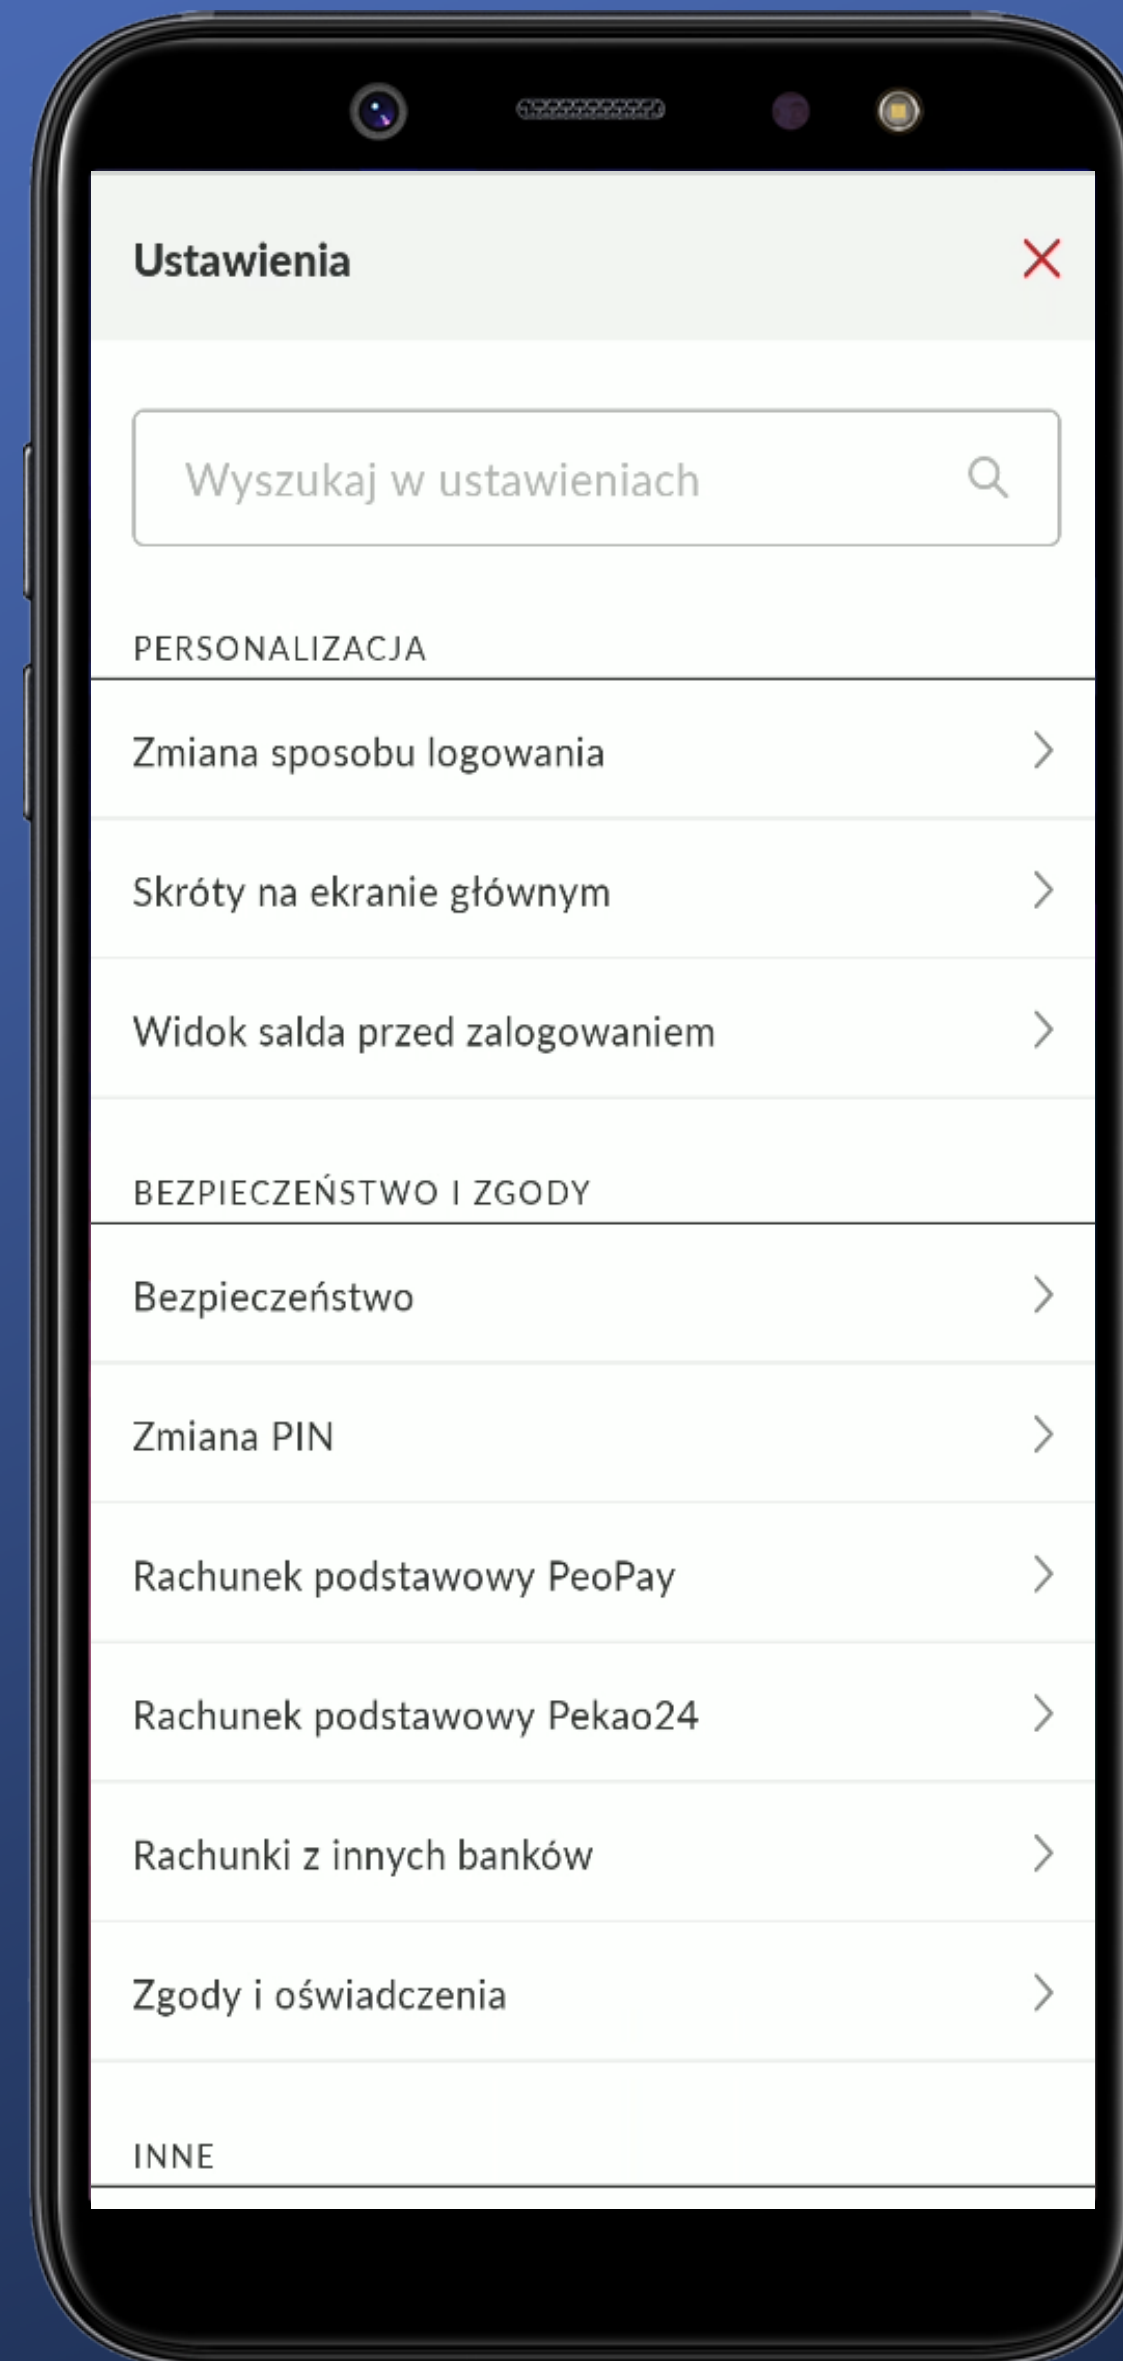 Ustawienia
Wyszukaj w ustawieniach
PERSONALIZACJA
Zmiana sposobu logowania
Skróty na ekranie głównym
Widok salda przed zalogowaniem
BEZPIECZEŃSTWO I ZGODY
Bezpieczeństwo
Zmiana PIN
Rachunek podstawowy PeoPay
Rachunek podstawowy Pekao24
Rachunki z innych banków
Zgody i oświadczenia
INNE